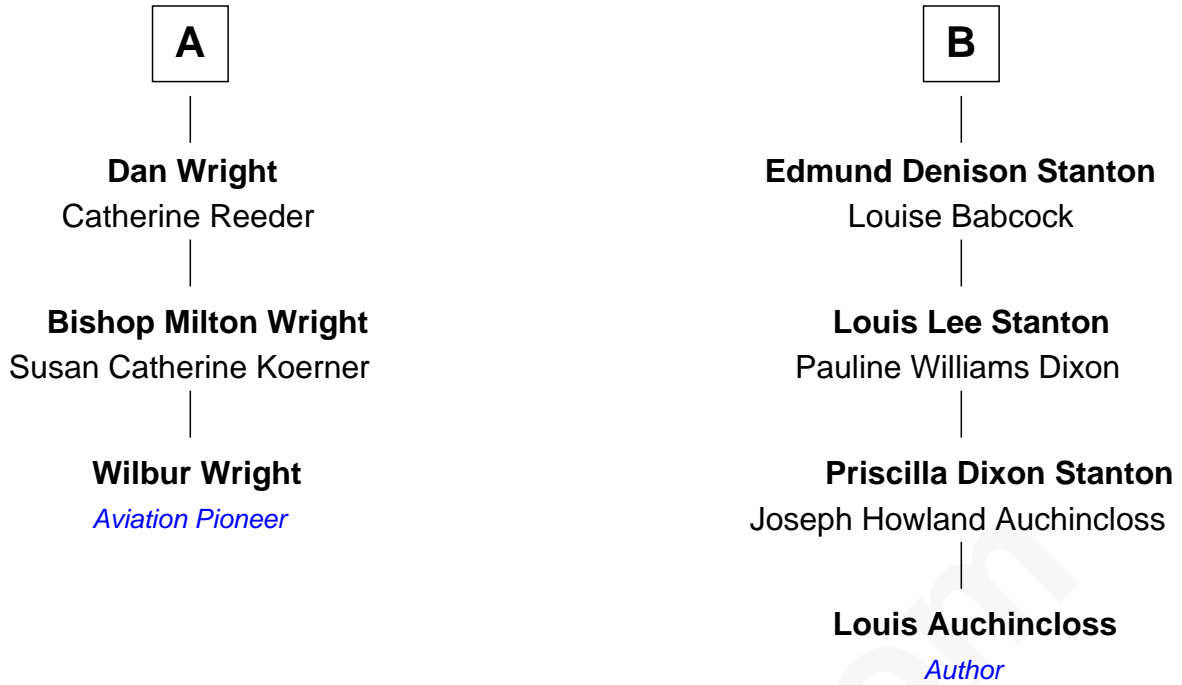 A
B
Dan Wright
Catherine Reeder
Edmund Denison Stanton
Louise Babcock
Bishop Milton Wright
Susan Catherine Koerner
Louis Lee Stanton
Pauline Williams Dixon
Wilbur Wright
Aviation Pioneer
Priscilla Dixon Stanton
Joseph Howland Auchincloss
Louis Auchincloss
Author